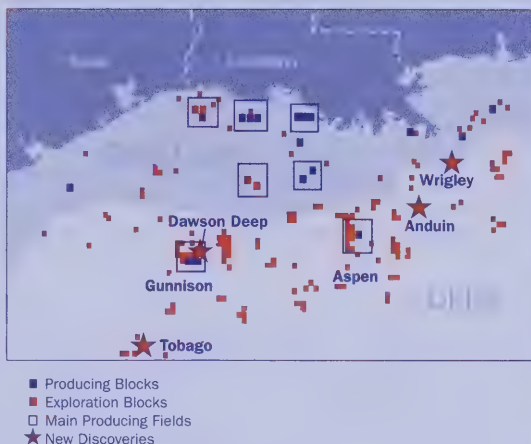 Wrigley
Anduin
Dawson Deep
Gunnison
Aspen
Tobago
Producing Blocks
Exploration Blocks
Main Producing Fields
New Discoveries